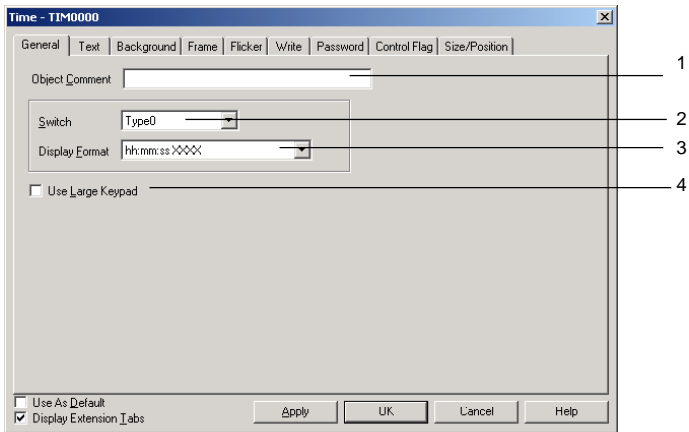 Time - TIM0000
General Text Background Frame Flicker Write Password Control Flag Size/Position
Object Comment 1
Switch Type0 2
Display Format hh:mm:ss XXXX 3
Use Large Keypad 4
Use As Default
Display Extension Tabs
Apply OK Cancel Help